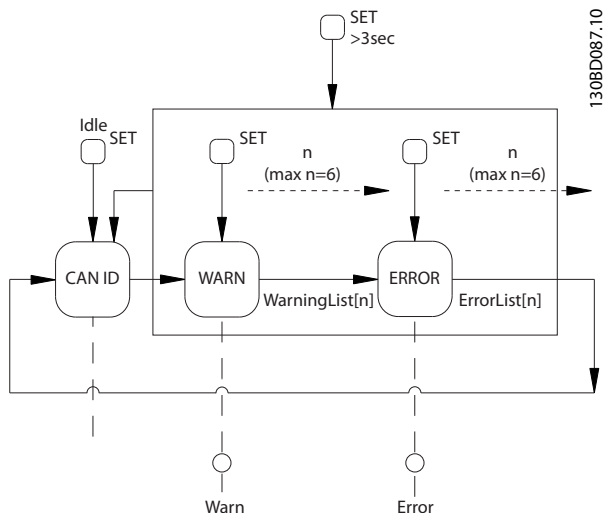 SET
>3sec
130BD087.10
Idle
SET
SET
n
(max n=6)
SET
n
(max n=6)
CAN ID
WARN
WarningList[n]
ERROR
ErrorList[n]
Warn
Error